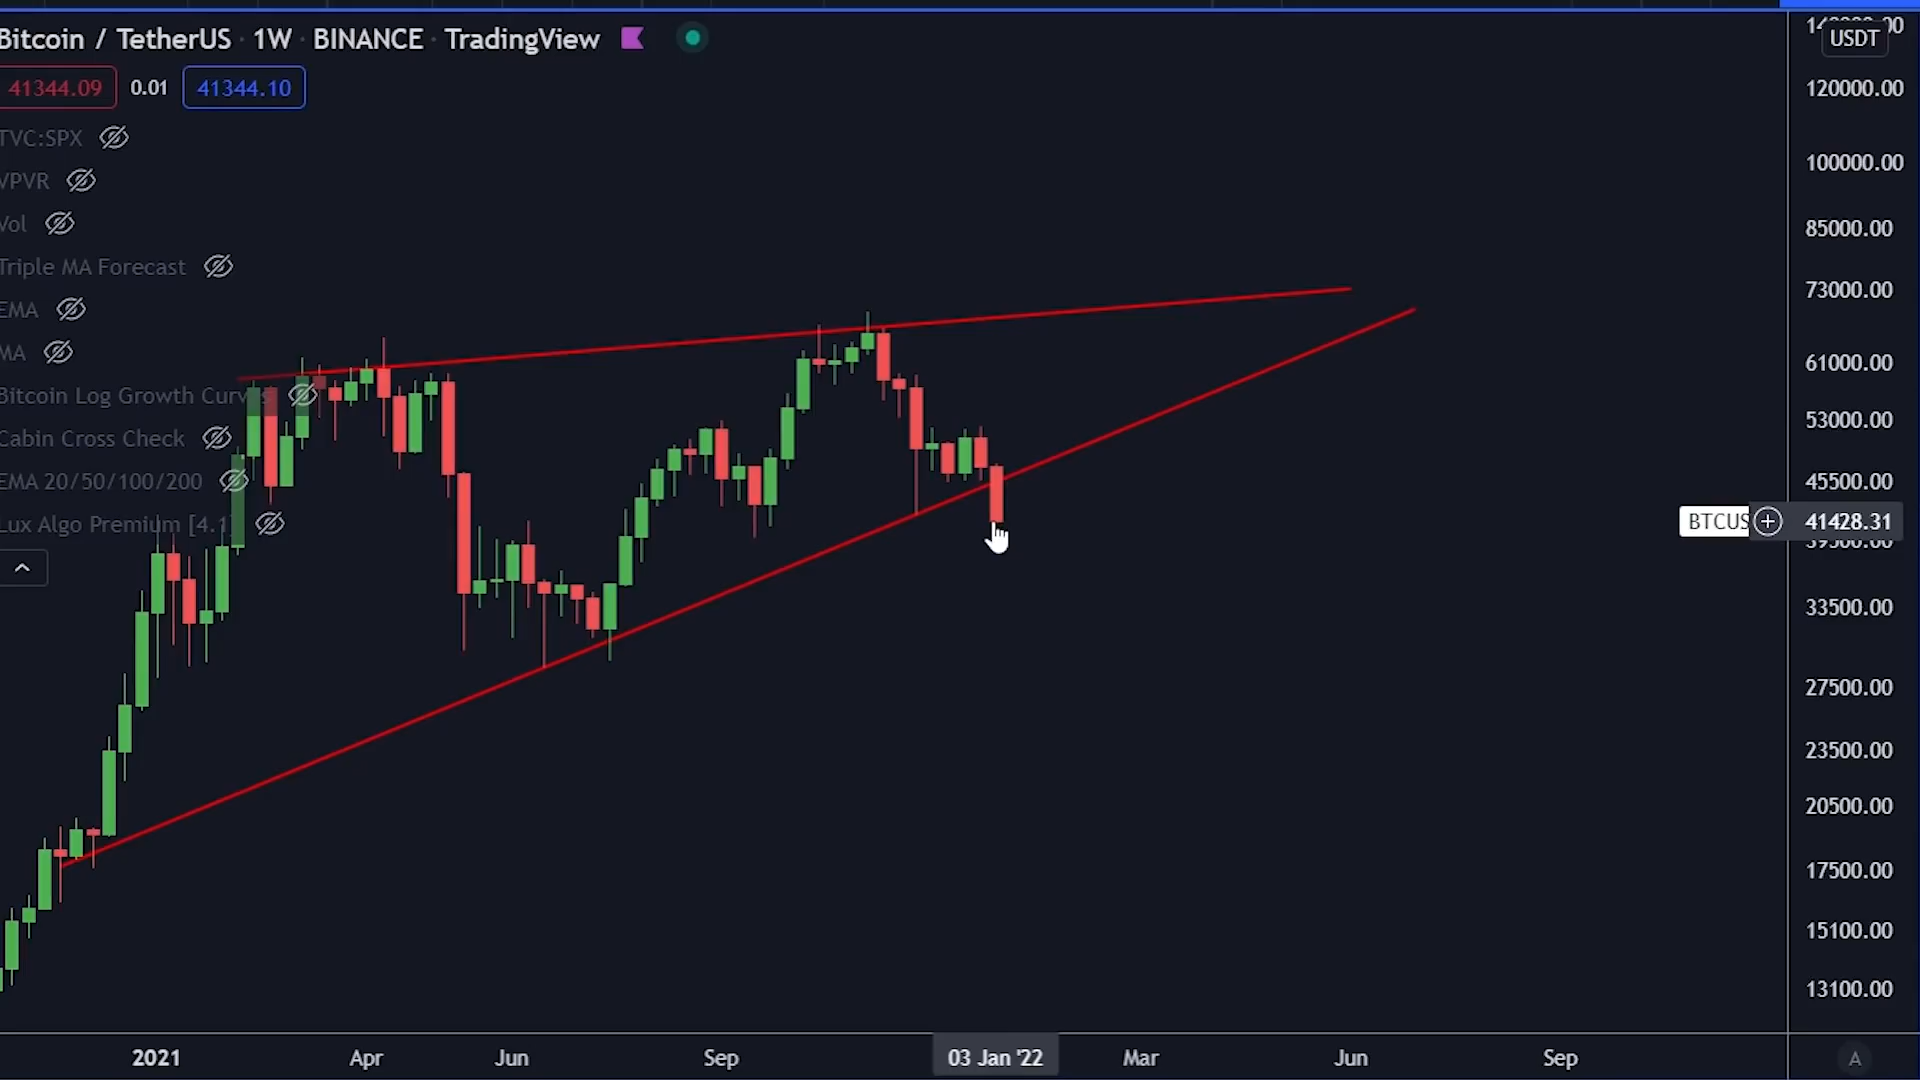 Bitcoin / TetherUS · 1W · BINANCE · TradingView
USDT
41344.09 0.01 41344.10
TVC:SPX
VPVR
Vol
Triple MA Forecast
EMA
MA
Bitcoin Log Growth Curves
Cabin Cross Check
EMA 20/50/100/200
Lux Algo Premium [4.1]
120000.00
100000.00
85000.00
73000.00
61000.00
53000.00
45500.00
BTCUS 41428.31
39500.00
33500.00
27500.00
23500.00
20500.00
17500.00
15100.00
13100.00
2021 Apr Jun Sep 03 Jan '22 Mar Jun Sep A